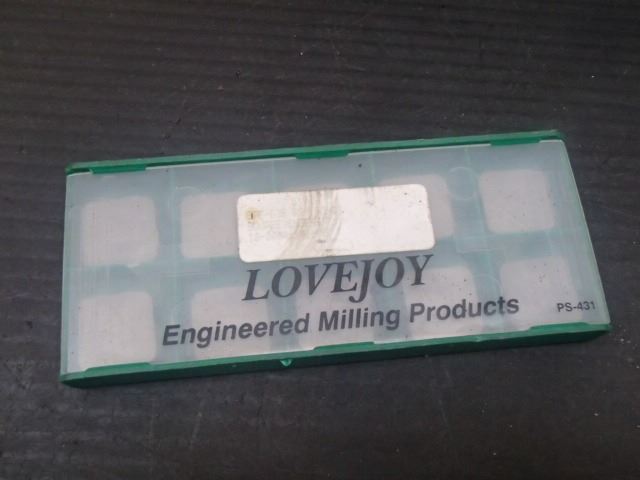 LOVEJOY
Engineered Milling Products
PS-431